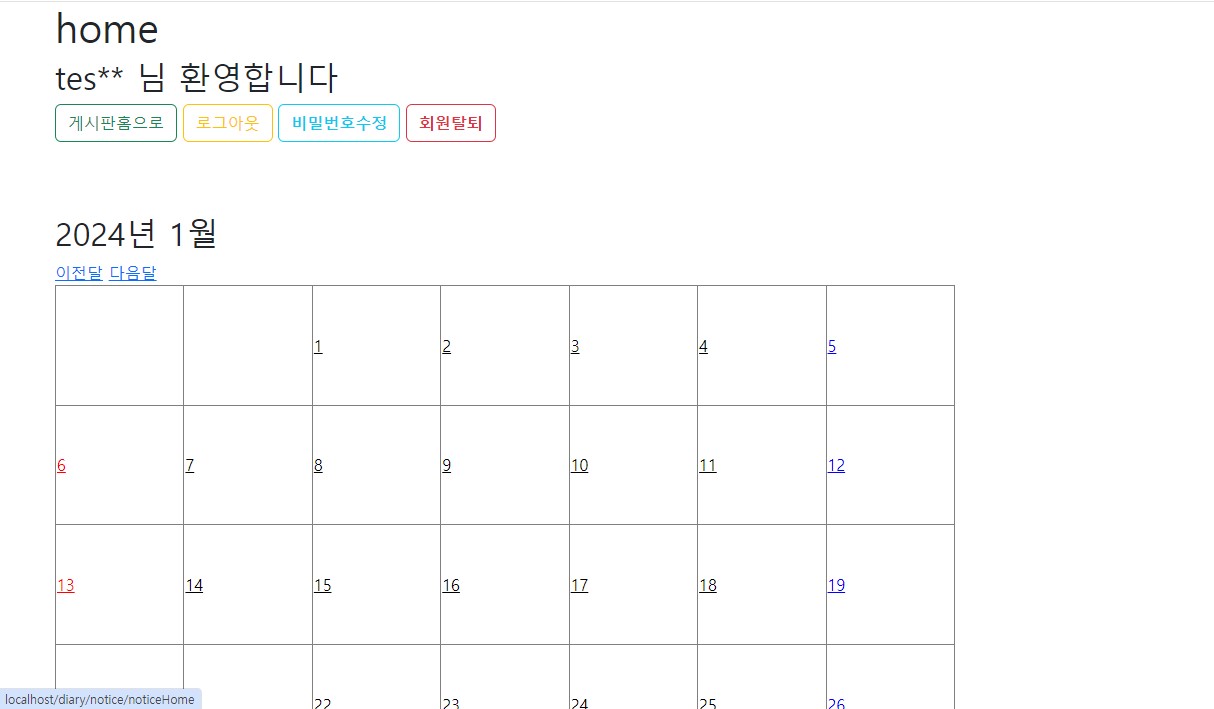 home
tes** 님 환영합니다
게시판홈으로 로그아웃 비밀번호수정 회원탈퇴
2024년 1월
이전달 다음달
1 2 3 4 5
6 7 8 9 10 11 12
13 14 15 16 17 18 19
22 23 24 25 26
localhost/diary/notice/noticeHome